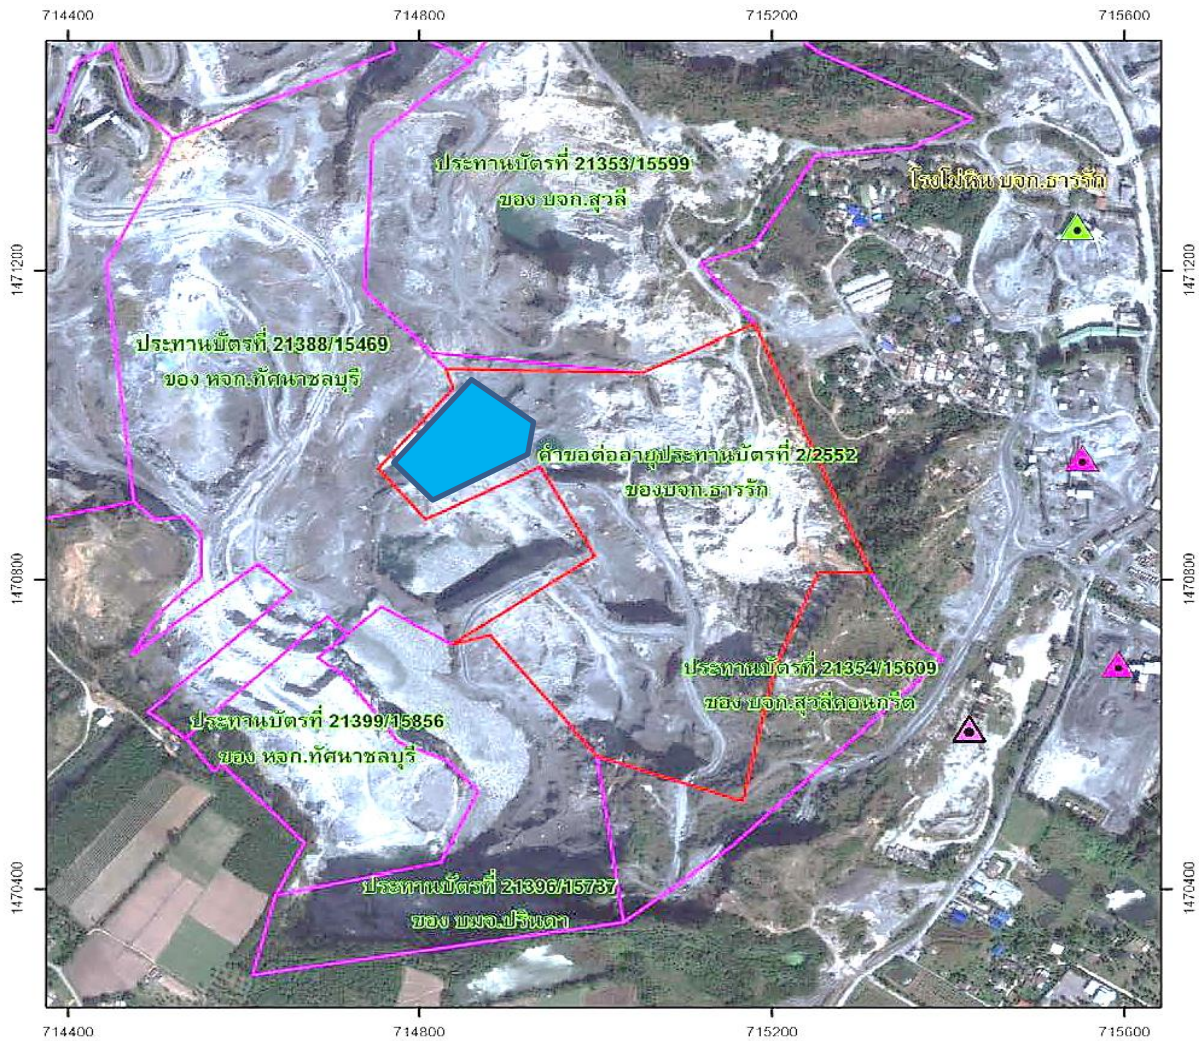 714400 714800 715200 715600
ประทานบัตรที่ 21353/15599
ของ บจก.สุวลี
โรงโม่หิน บจก.ธารรัก
1471200 1471200
ประทานบัตรที่ 21388/15469
ของ หจก.ทัศนาชลบุรี
คำขอต่ออายุประทานบัตรที่ 2/2552
ของบจก.ธารรัก
1470800 1470800
ประทานบัตรที่ 21354/15609
ของ บจก.สุวลีคอนกรีต
ประทานบัตรที่ 21399/15856
ของ หจก.ทัศนาชลบุรี
1470400 1470400
ประทานบัตรที่ 21396/15737
ของ บมจ.ปรินดา
714400 714800 715200 715600